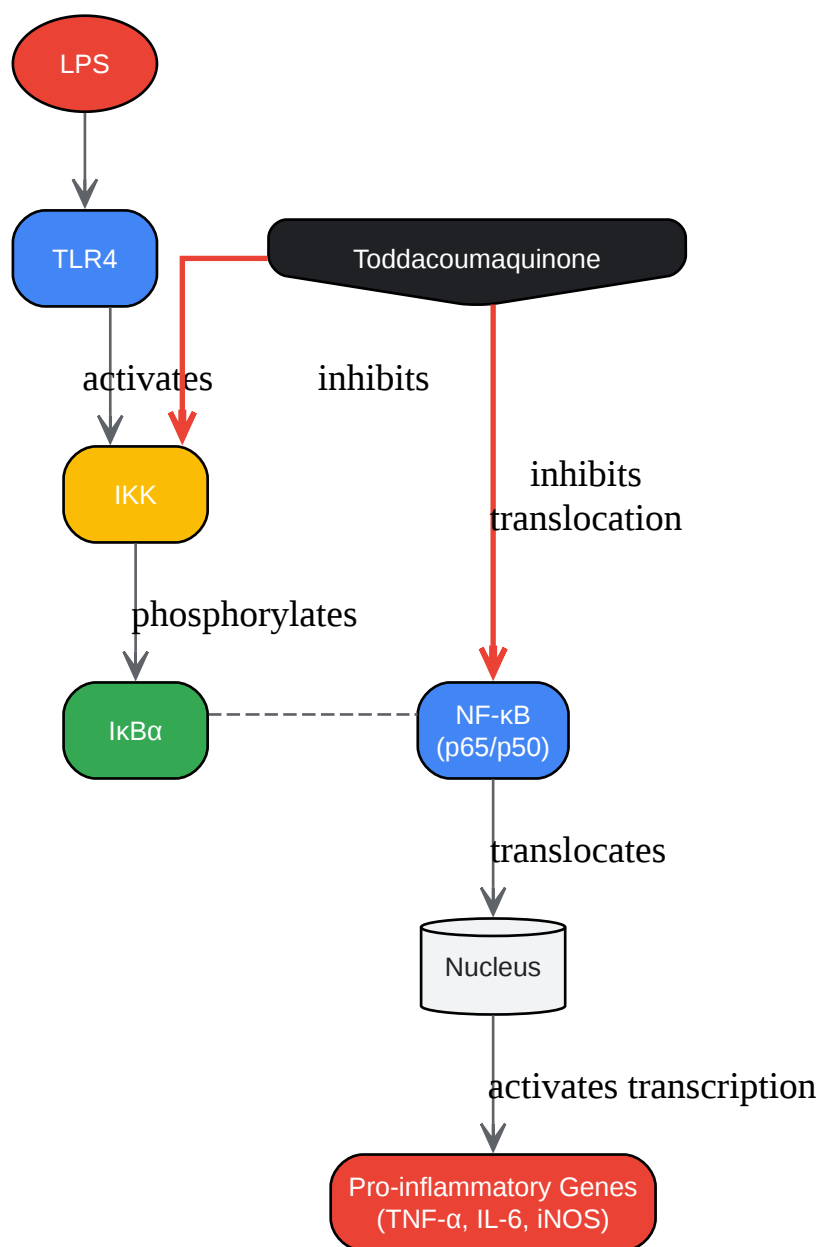 LPS
TLR4
Toddacoumaquinone
activates
inhibits
inhibits
translocation
IKK
phosphorylates
IκBα
NF-κB
(p65/p50)
translocates
Nucleus
activates transcription
Pro-inflammatory Genes
(TNF-α, IL-6, iNOS)